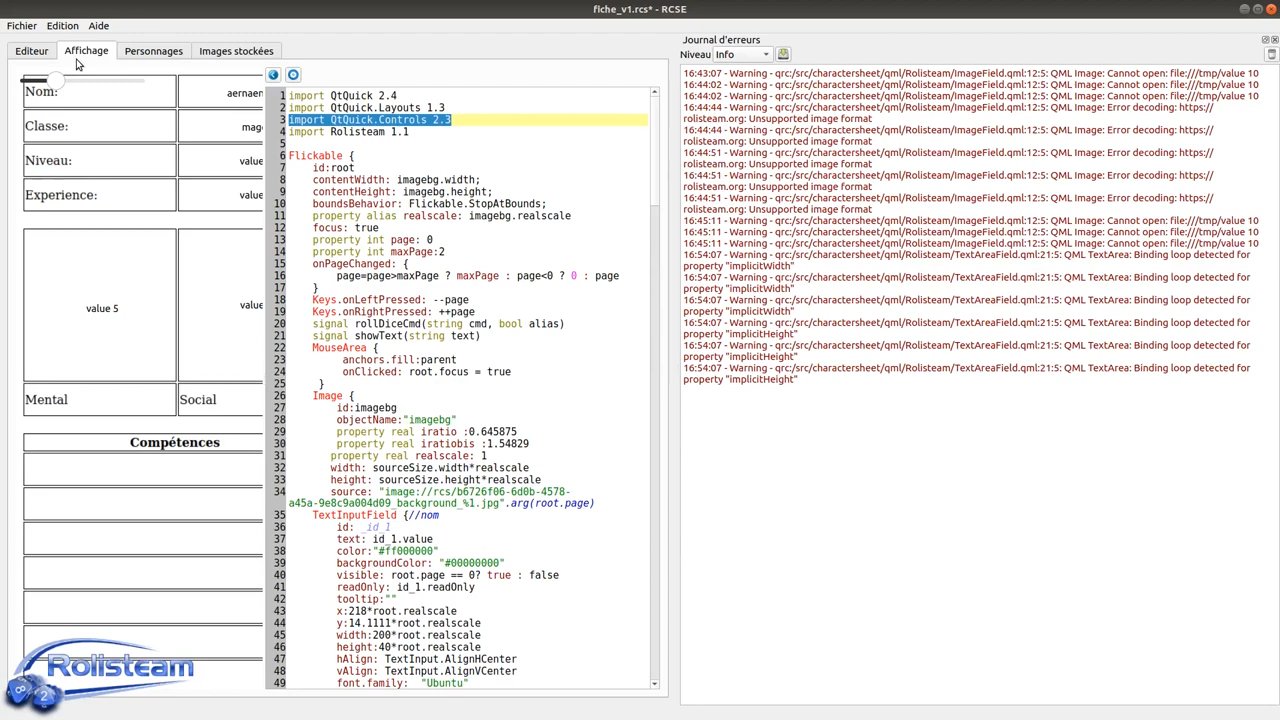 fiche_v1.rcs* - RCSE
Fichier Edition Aide
Editeur Affichage Personnages Images stockées
Nom: aernaen
Classe: mage
Niveau: value
Experience: value
value 5 value
Mental Social
Compétences
Rolisteam
8 2
1 import QtQuick 2.4
2 import QtQuick.Layouts 1.3
3 import QtQuick.Controls 2.3
4 import Rolisteam 1.1
5
6 Flickable {
7 id:root
8 contentWidth: imagebg.width;
9 contentHeight: imagebg.height;
10 boundsBehavior: Flickable.StopAtBounds;
11 property alias realscale: imagebg.realscale
12 focus: true
13 property int page: 0
14 property int maxPage:2
15 onPageChanged: {
16 page=page>maxPage ? maxPage : page<0 ? 0 : page
17 }
18 Keys.onLeftPressed: --page
19 Keys.onRightPressed: ++page
20 signal rollDiceCmd(string cmd, bool alias)
21 signal showText(string text)
22 MouseArea {
23 anchors.fill:parent
24 onClicked: root.focus = true
25 }
26 Image {
27 id:imagebg
28 objectName:"imagebg"
29 property real iratio :0.645875
30 property real iratiobis :1.54829
31 property real realscale: 1
32 width: sourceSize.width*realscale
33 height: sourceSize.height*realscale
34 source: "image://rcs/b6726f06-6d0b-4578-
a45a-9e8c9a004d09_background_%1.jpg".arg(root.page)
35 TextInputField {//nom
36 id: _id_1
37 text: id_1.value
38 color:"#ff000000"
39 backgroundColor: "#00000000"
40 visible: root.page == 0? true : false
41 readOnly: id_1.readOnly
42 tooltip:""
43 x:218*root.realscale
44 y:14.1111*root.realscale
45 width:200*root.realscale
46 height:40*root.realscale
47 hAlign: TextInput.AlignHCenter
48 vAlign: TextInput.AlignVCenter
49 font.family: "Ubuntu"
Journal d'erreurs
Niveau Info
16:43:07 - Warning - qrc/src/charactersheet/qml/Rolisteam/ImageField.qml:12:5: QML Image: Cannot open: file:///tmp/value 10
16:44:02 - Warning - qrc/src/charactersheet/qml/Rolisteam/ImageField.qml:12:5: QML Image: Cannot open: file:///tmp/value 10
16:44:02 - Warning - qrc/src/charactersheet/qml/Rolisteam/ImageField.qml:12:5: QML Image: Cannot open: file:///tmp/value 10
16:44:44 - Warning - qrc/src/charactersheet/qml/Rolisteam/ImageField.qml:12:5: QML Image: Error decoding: https://
rolisteam.org: Unsupported image format
16:44:44 - Warning - qrc/src/charactersheet/qml/Rolisteam/ImageField.qml:12:5: QML Image: Error decoding: https://
rolisteam.org: Unsupported image format
16:44:51 - Warning - qrc/src/charactersheet/qml/Rolisteam/ImageField.qml:12:5: QML Image: Error decoding: https://
rolisteam.org: Unsupported image format
16:44:51 - Warning - qrc/src/charactersheet/qml/Rolisteam/ImageField.qml:12:5: QML Image: Error decoding: https://
rolisteam.org: Unsupported image format
16:44:51 - Warning - qrc/src/charactersheet/qml/Rolisteam/ImageField.qml:12:5: QML Image: Error decoding: https://
rolisteam.org: Unsupported image format
16:45:11 - Warning - qrc/src/charactersheet/qml/Rolisteam/ImageField.qml:12:5: QML Image: Cannot open: file:///tmp/value 10
16:45:11 - Warning - qrc/src/charactersheet/qml/Rolisteam/ImageField.qml:12:5: QML Image: Cannot open: file:///tmp/value 10
16:45:11 - Warning - qrc/src/charactersheet/qml/Rolisteam/ImageField.qml:12:5: QML Image: Cannot open: file:///tmp/value 10
16:54:07 - Warning - qrc/src/charactersheet/qml/Rolisteam/TextAreaField.qml:21:5: QML TextArea: Binding loop detected for
property "implicitWidth"
16:54:07 - Warning - qrc/src/charactersheet/qml/Rolisteam/TextAreaField.qml:21:5: QML TextArea: Binding loop detected for
property "implicitWidth"
16:54:07 - Warning - qrc/src/charactersheet/qml/Rolisteam/TextAreaField.qml:21:5: QML TextArea: Binding loop detected for
property "implicitWidth"
16:54:07 - Warning - qrc/src/charactersheet/qml/Rolisteam/TextAreaField.qml:21:5: QML TextArea: Binding loop detected for
property "implicitHeight"
16:54:07 - Warning - qrc/src/charactersheet/qml/Rolisteam/TextAreaField.qml:21:5: QML TextArea: Binding loop detected for
property "implicitHeight"
16:54:07 - Warning - qrc/src/charactersheet/qml/Rolisteam/TextAreaField.qml:21:5: QML TextArea: Binding loop detected for
property "implicitHeight"